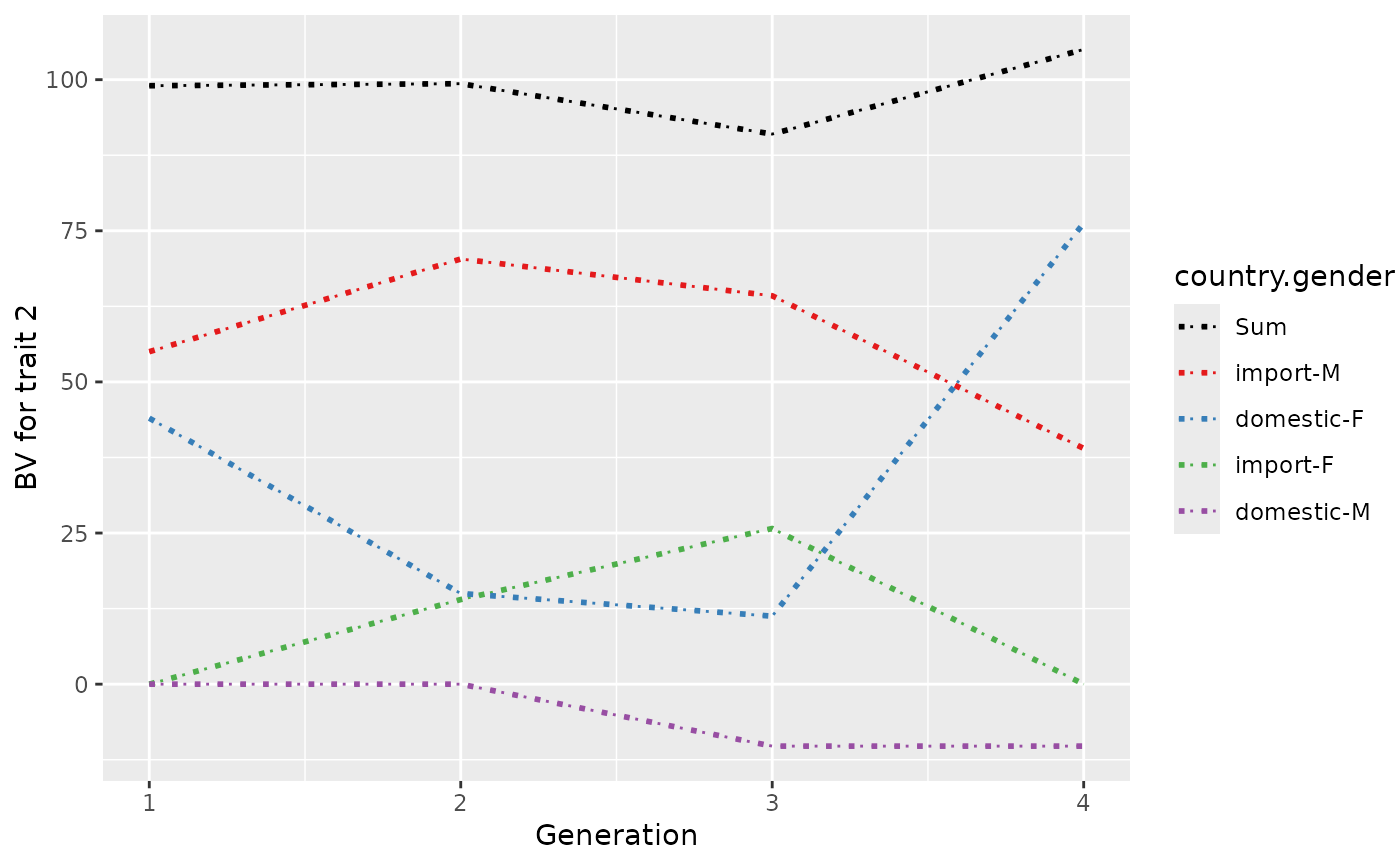 100
75
50
25
0
BV for trait 2
1 2 3 4
Generation
country.gender
Sum
import-M
domestic-F
import-F
domestic-M